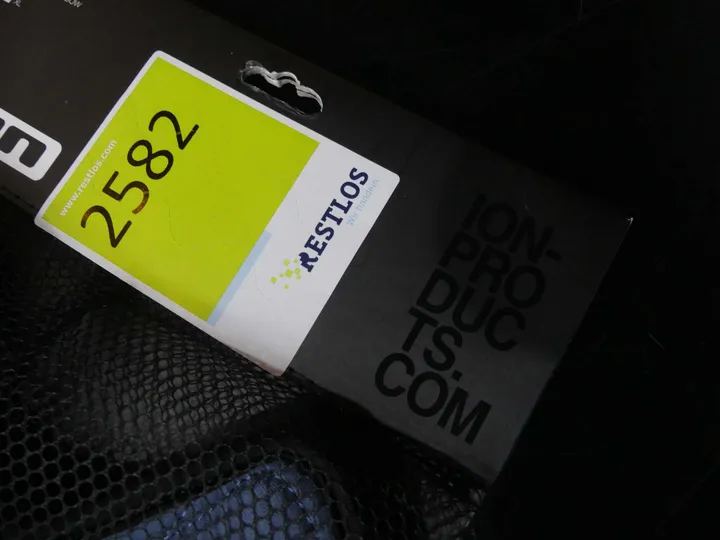 www.restlos.com
2582
RESTLOS
ION-
PRO
DUC
TS.
COM